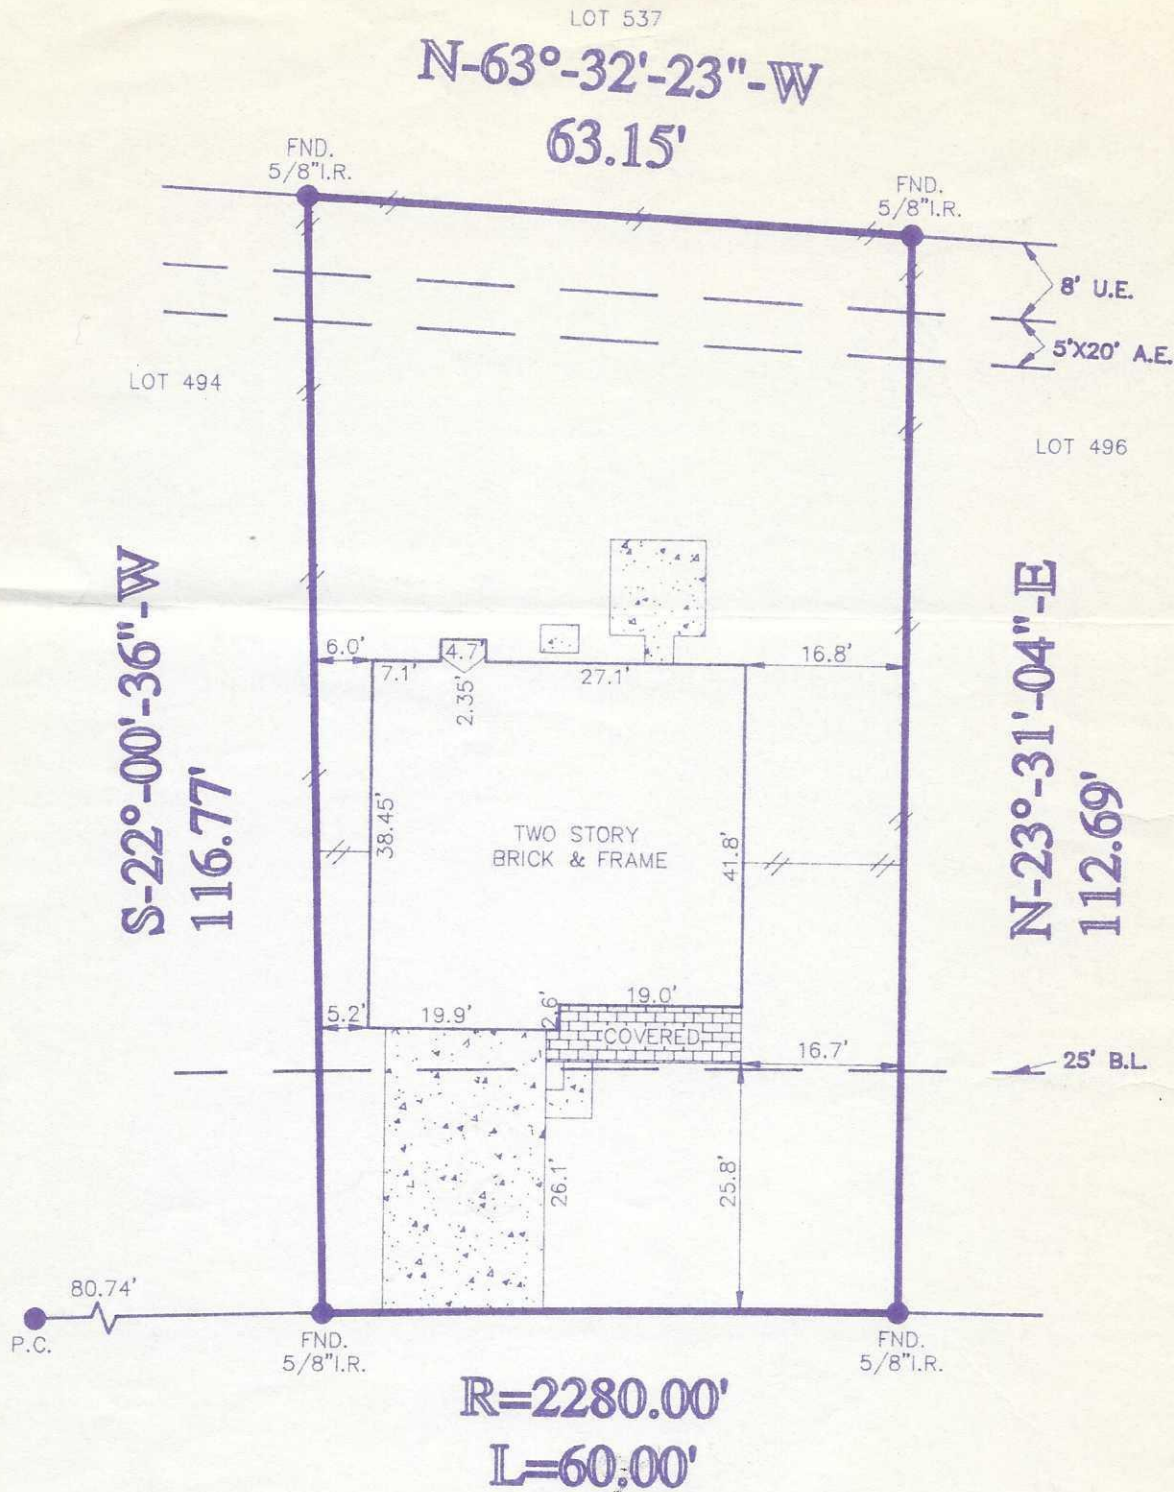 LOT 537
N-63°-32'-23"-W
63.15'
FND.
5/8"I.R.
FND.
5/8"I.R.
8' U.E.
5'X20' A.E.
LOT 494
LOT 496
S-22°-00'-36"-W
116.77'
N-23°-31'-04"-E
112.69'
6.0'
7.1'
4.7'
2.35'
27.1'
16.8'
38.45'
TWO STORY
BRICK & FRAME
41.8'
5.2'
19.9'
2.6'
19.0'
COVERED
16.7'
25' B.L.
26.1'
25.8'
80.74'
P.C.
FND.
5/8"I.R.
FND.
5/8"I.R.
R=2280.00'
L=60.00'